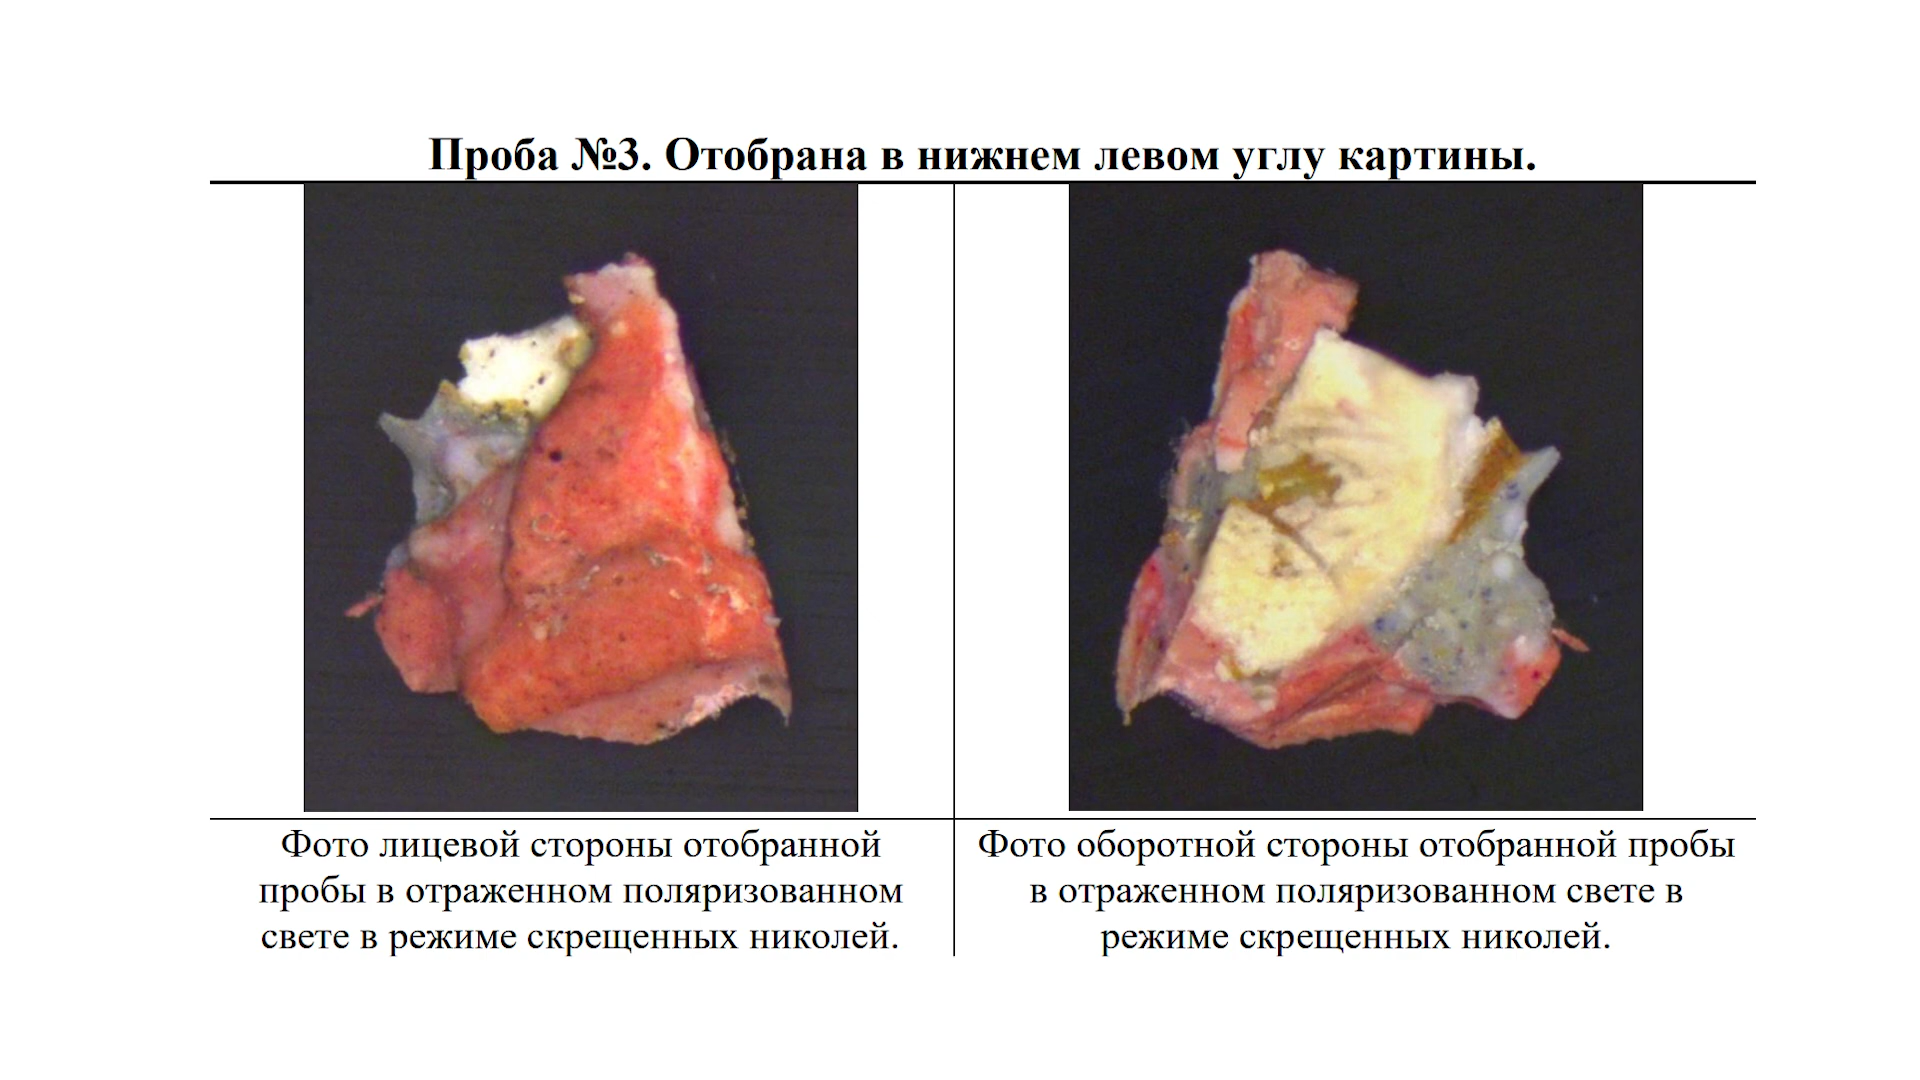 Проба №3. Отобрана в нижнем левом углу картины.
Фото лицевой стороны отобранной
пробы в отраженном поляризованном
свете в режиме скрещенных николей.
Фото оборотной стороны отобранной пробы
в отраженном поляризованном свете в
режиме скрещенных николей.